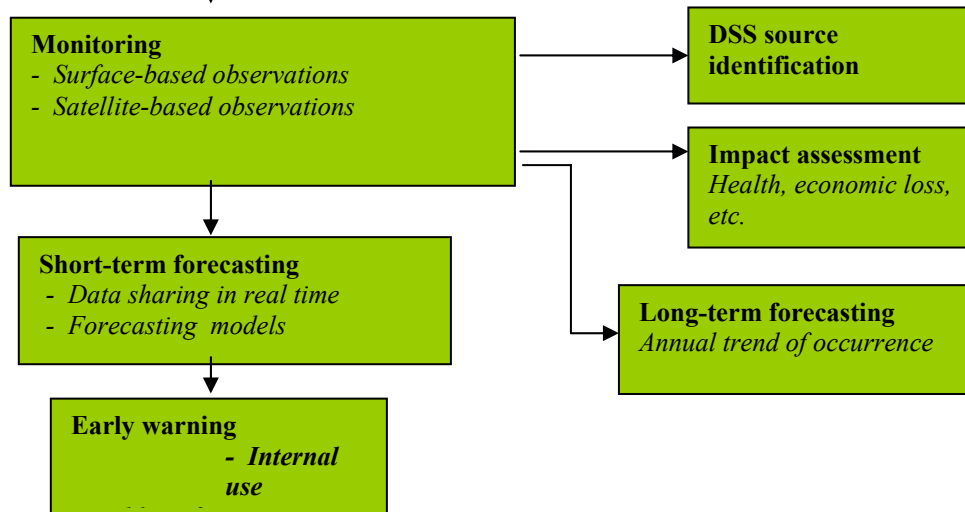 Monitoring
- Surface-based observations
- Satellite-based observations
DSS source
identification
Impact assessment
Health, economic loss,
etc.
Short-term forecasting
- Data sharing in real time
- Forecasting models
Long-term forecasting
Annual trend of occurrence
Early warning
- Internal
use